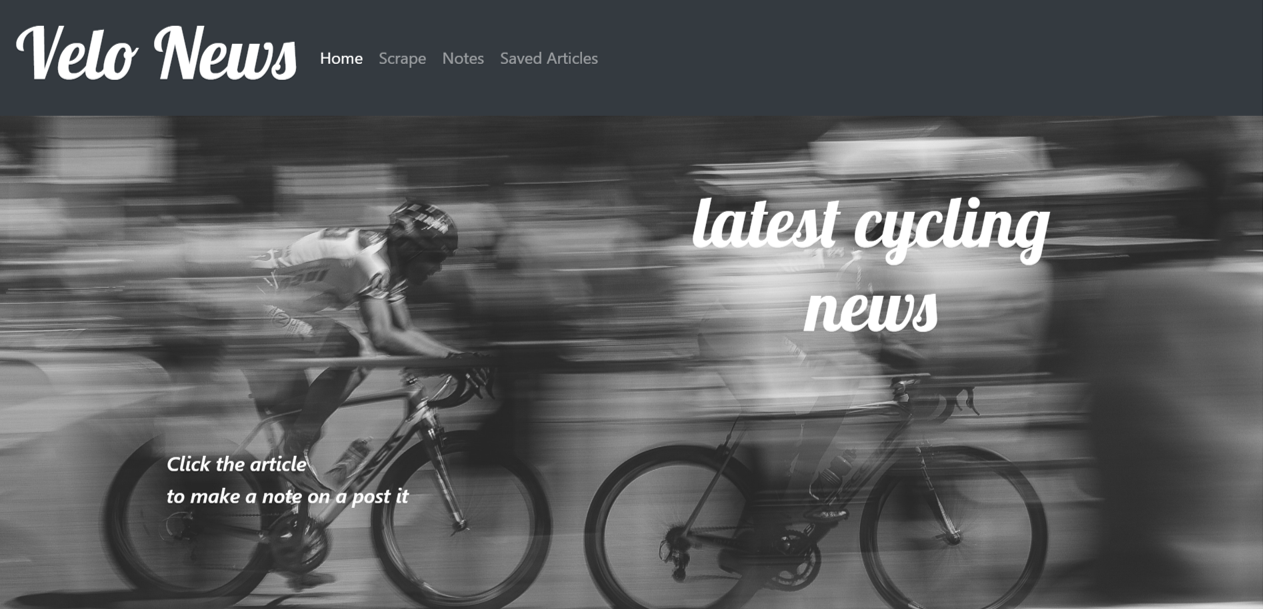 Velo News
Home Scrape Notes Saved Articles
latest cycling
news
Click the article
to make a note on a post it